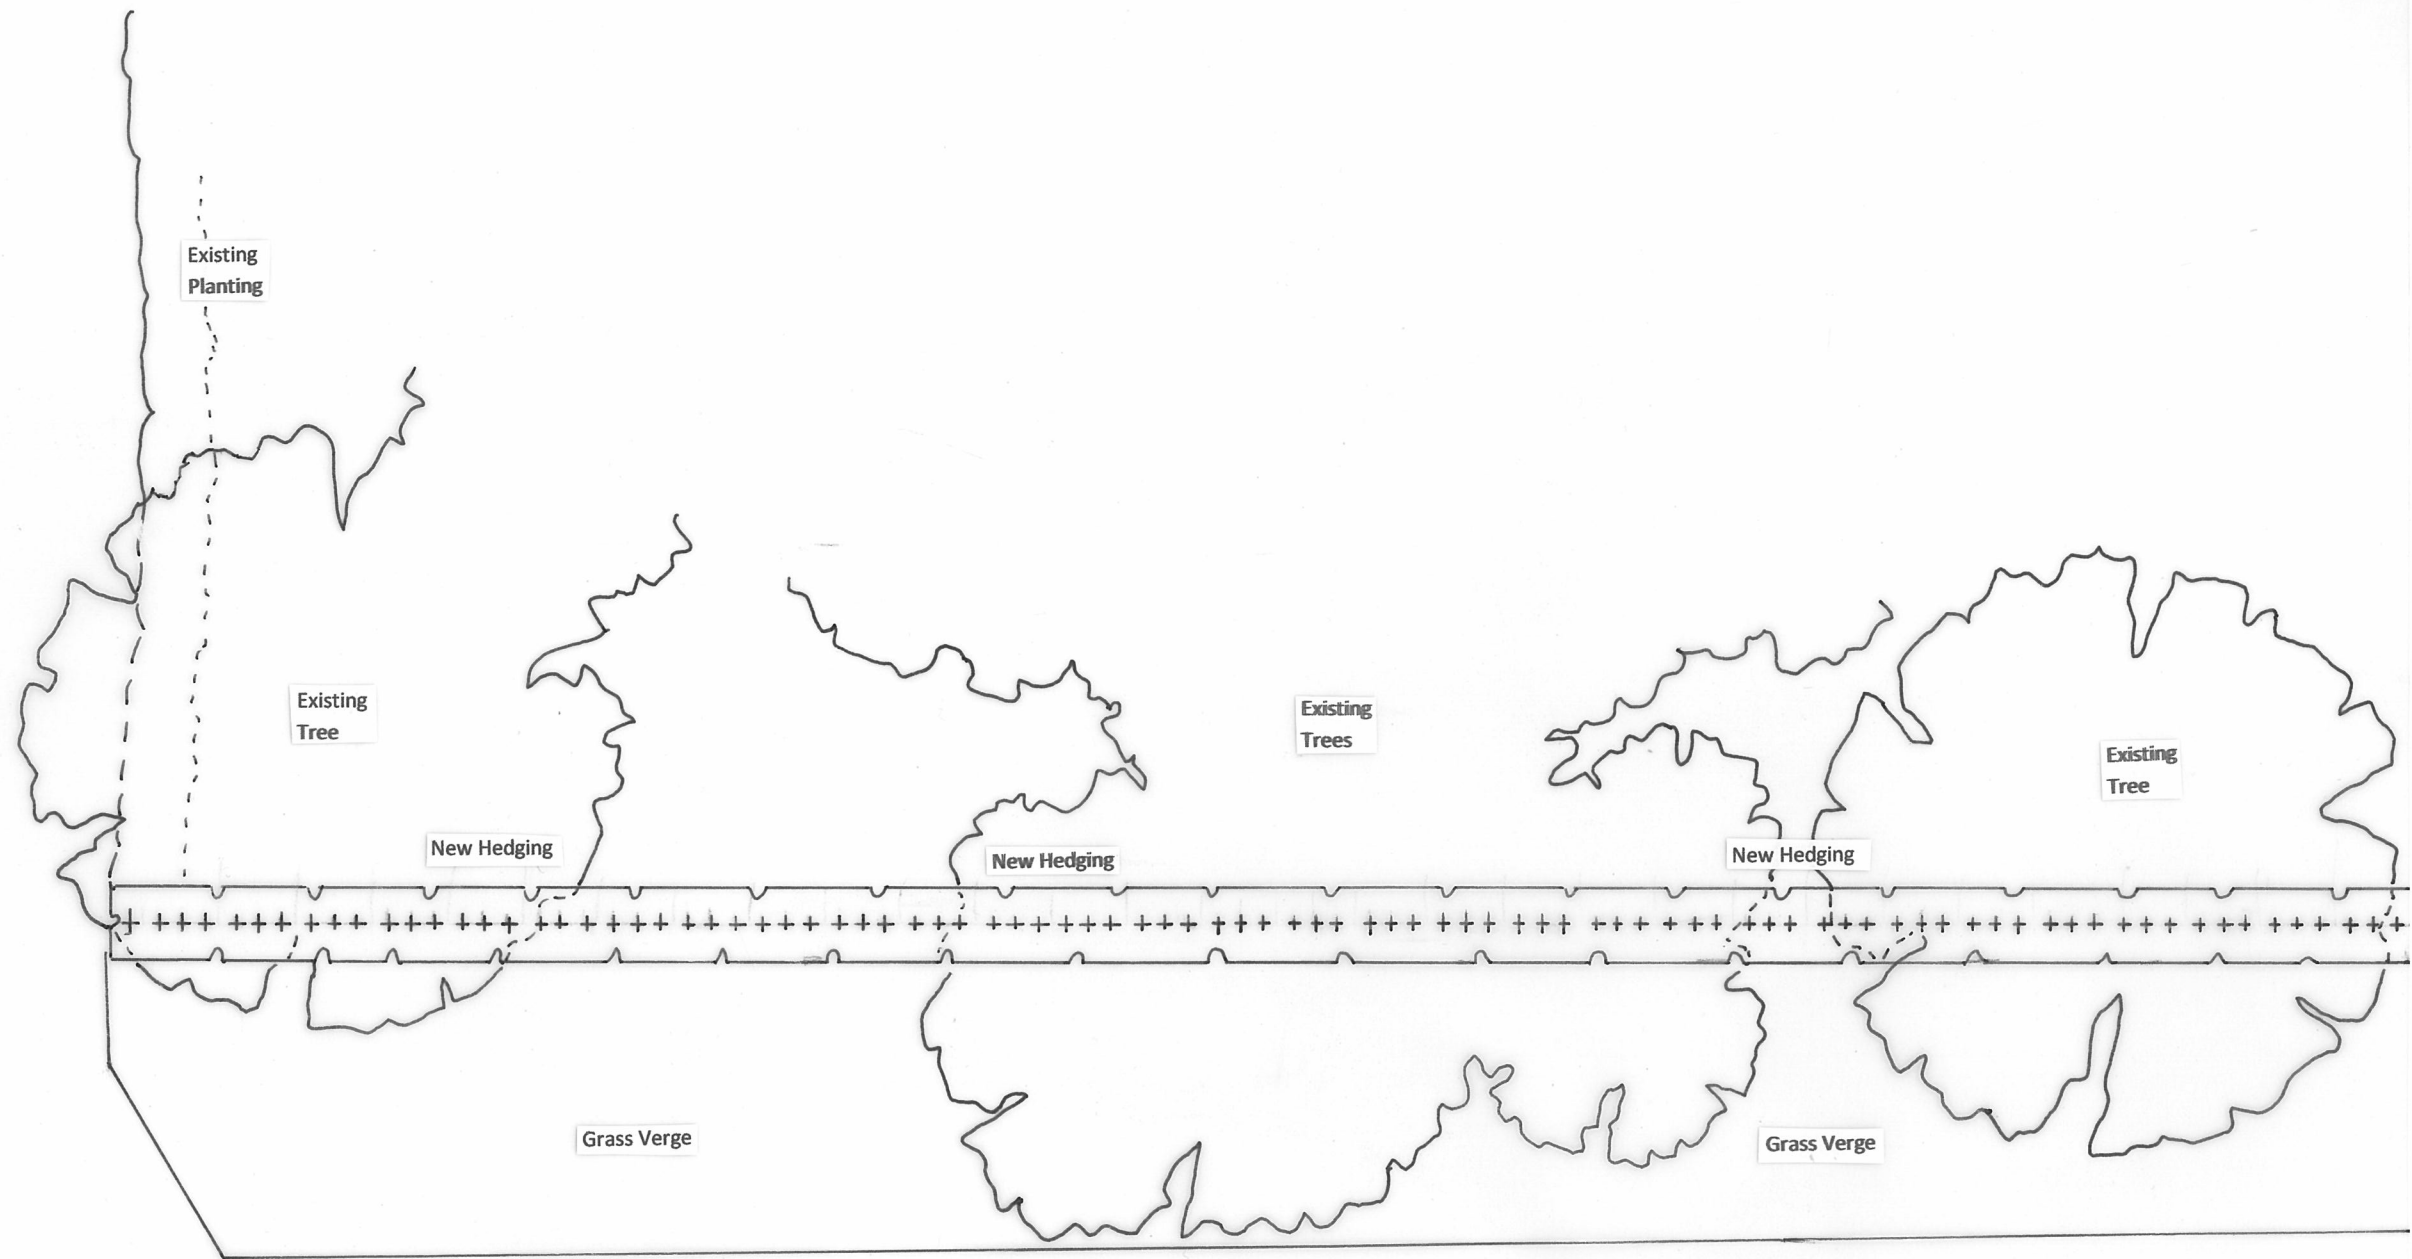 Existing
Planting
Existing
Tree
Existing
Trees
Existing
Tree
New Hedging
New Hedging
New Hedging
Grass Verge
Grass Verge